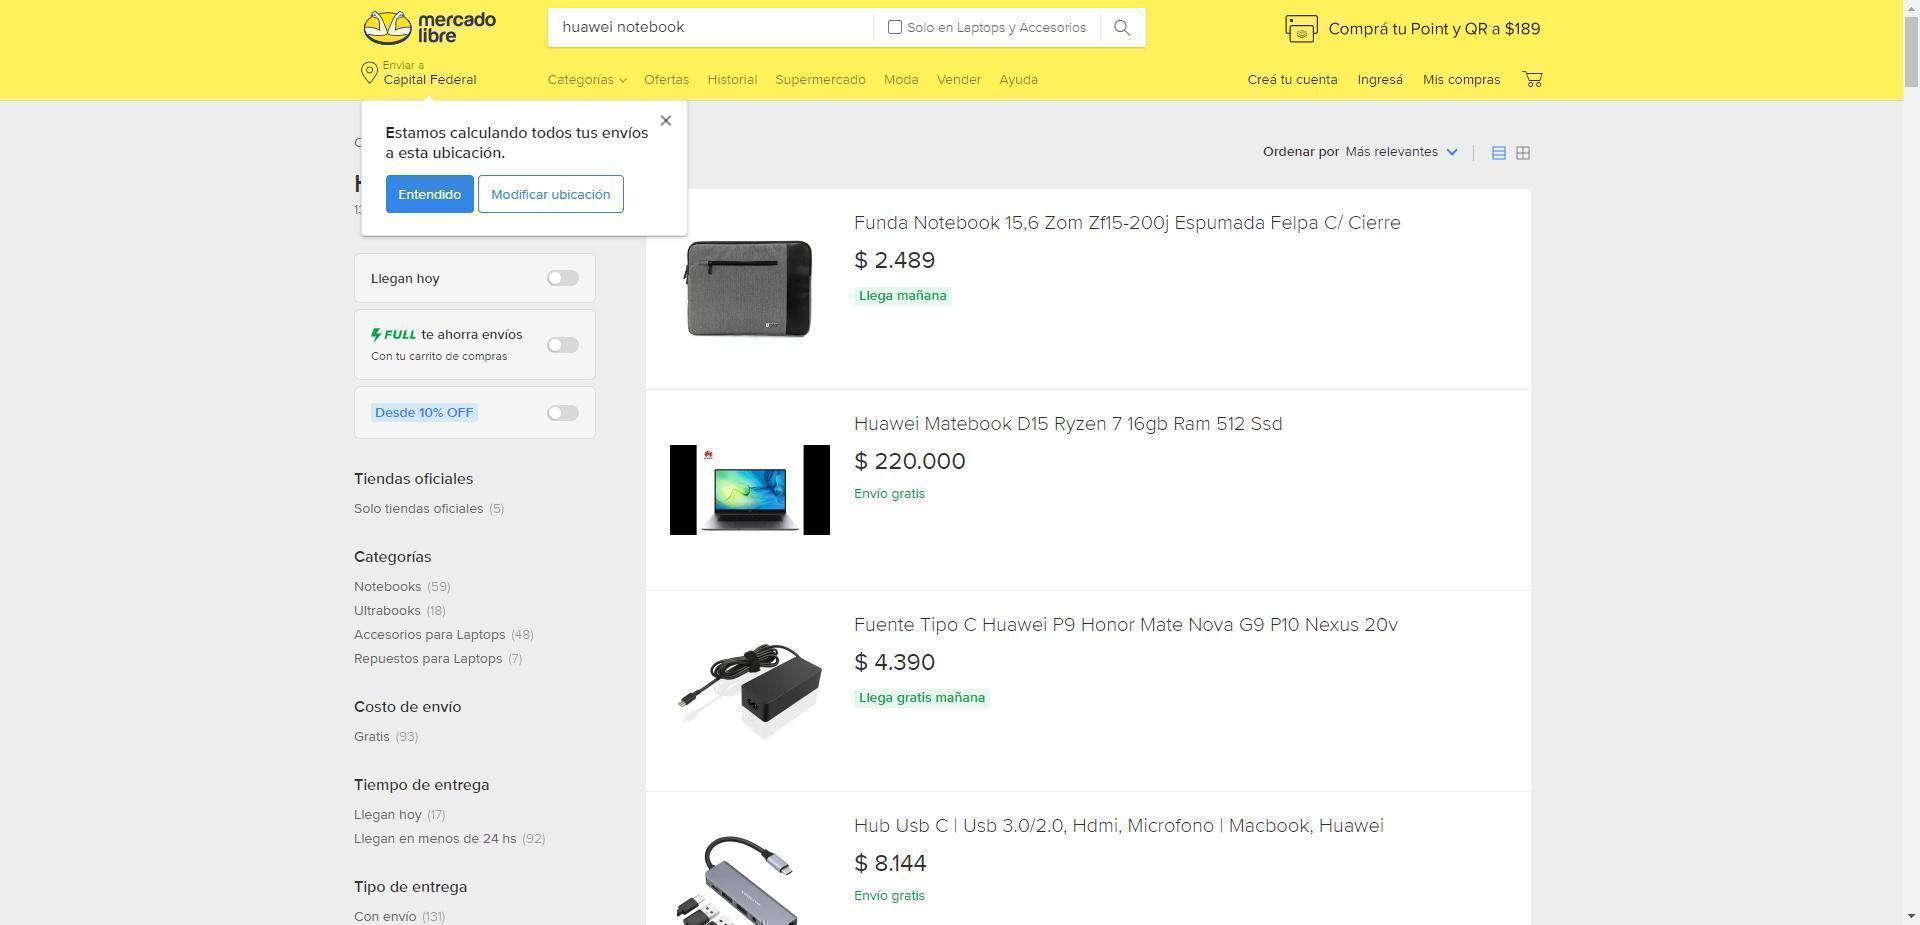 mercado
libre
huawei notebook
Solo en Laptops y Accesorios
Comprá tu Point y QR a $189
Enviar a
Capital Federal
Categorías
Ofertas
Historial
Supermercado
Moda
Vender
Ayuda
Creá tu cuenta
Ingresá
Mis compras
Estamos calculando todos tus envíos
a esta ubicación.
Entendido
Modificar ubicación
Ordenar por Más relevantes
Llegan hoy
FULL te ahorra envíos
Con tu carrito de compras
Desde 10% OFF
Tiendas oficiales
Solo tiendas oficiales (5)
Categorías
Notebooks (59)
Ultrabooks (18)
Accesorios para Laptops (48)
Repuestos para Laptops (7)
Costo de envío
Gratis (93)
Tiempo de entrega
Llegan hoy (17)
Llegan en menos de 24 hs (92)
Tipo de entrega
Con envío (131)
Funda Notebook 15,6 Zom Zf15-200j Espumada Felpa C/ Cierre
$ 2.489
Llega mañana
Huawei Matebook D15 Ryzen 7 16gb Ram 512 Ssd
$ 220.000
Envío gratis
Fuente Tipo C Huawei P9 Honor Mate Nova G9 P10 Nexus 20v
$ 4.390
Llega gratis mañana
Hub Usb C | Usb 3.0/2.0, Hdmi, Microfono | Macbook, Huawei
$ 8.144
Envío gratis